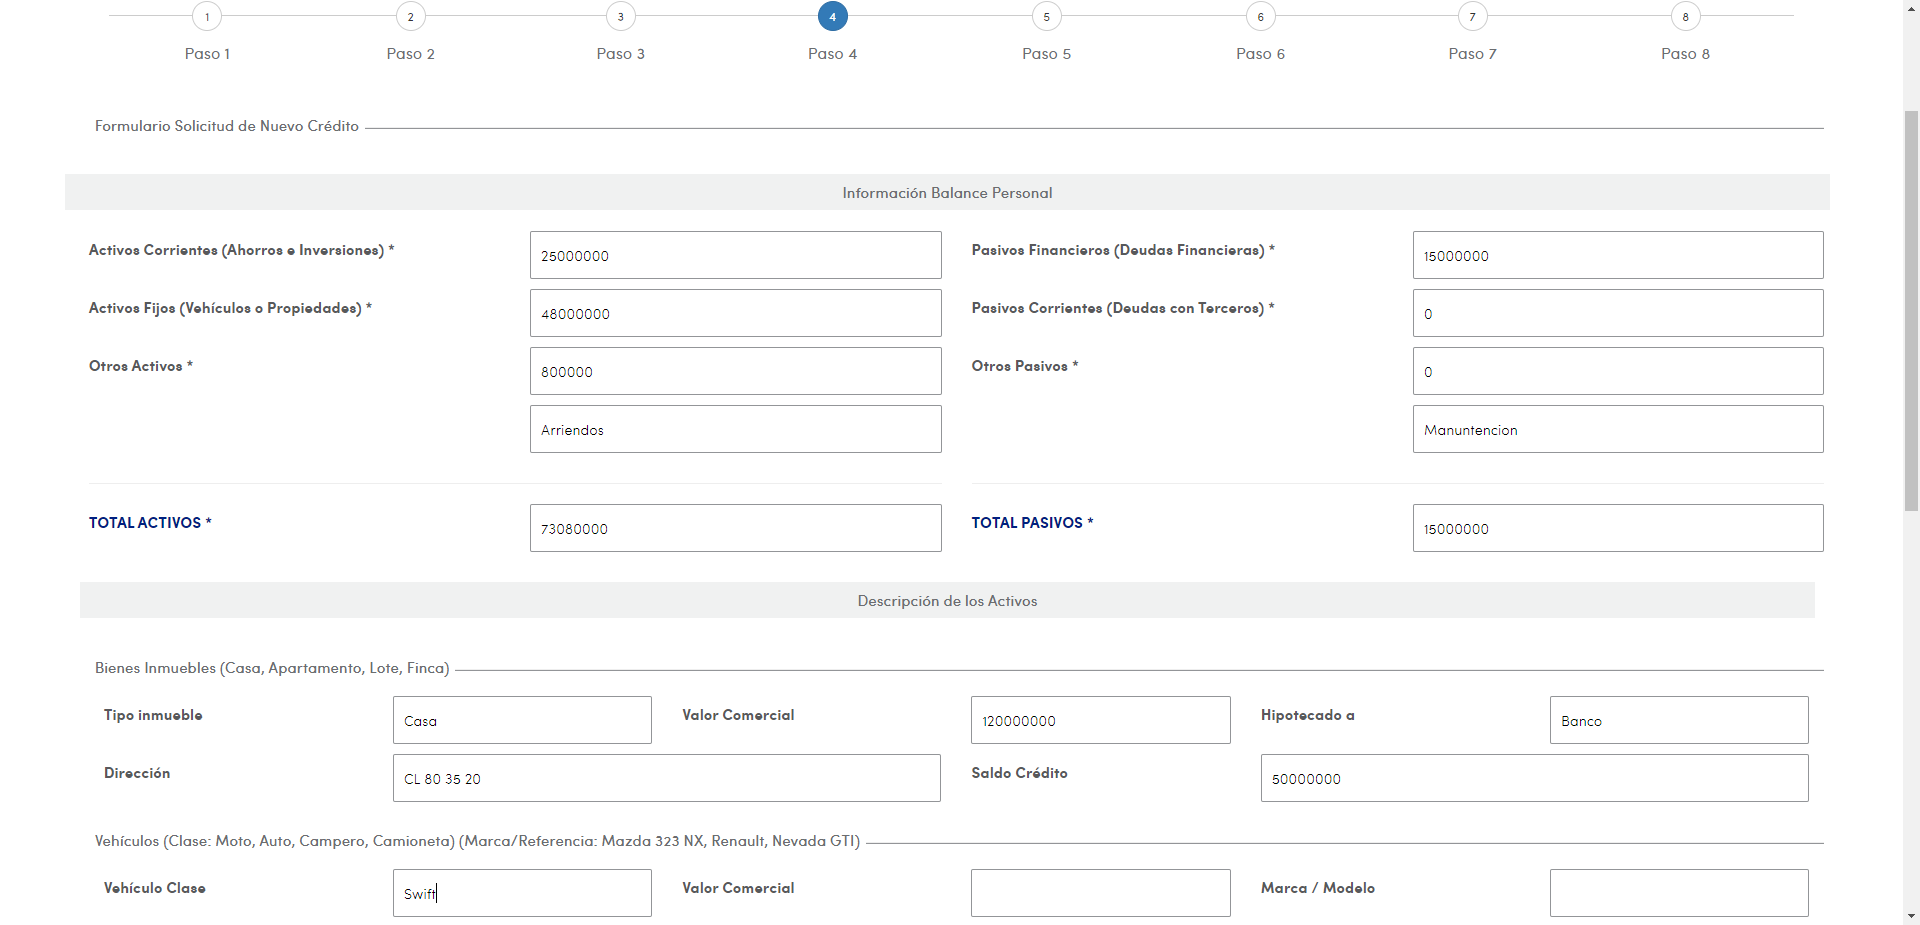 1 2 3 4 5 6 7 8
Paso 1 Paso 2 Paso 3 Paso 4 Paso 5 Paso 6 Paso 7 Paso 8
Formulario Solicitud de Nuevo Crédito
Información Balance Personal
Activos Corrientes (Ahorros e Inversiones) * 25000000 Pasivos Financieros (Deudas Financieras) * 15000000
Activos Fijos (Vehículos o Propiedades) * 48000000 Pasivos Corrientes (Deudas con Terceros) * 0
Otros Activos * 800000 Otros Pasivos * 0
Arriendos Manuntencion
TOTAL ACTIVOS * 73080000 TOTAL PASIVOS * 15000000
Descripción de los Activos
Bienes Inmuebles (Casa, Apartamento, Lote, Finca)
Tipo inmueble Casa Valor Comercial 120000000 Hipotecado a Banco
Dirección CL 80 35 20 Saldo Crédito 50000000
Vehículos (Clase: Moto, Auto, Campero, Camioneta) (Marca/Referencia: Mazda 323 NX, Renault, Nevada GTI)
Vehículo Clase Swift Valor Comercial Marca / Modelo